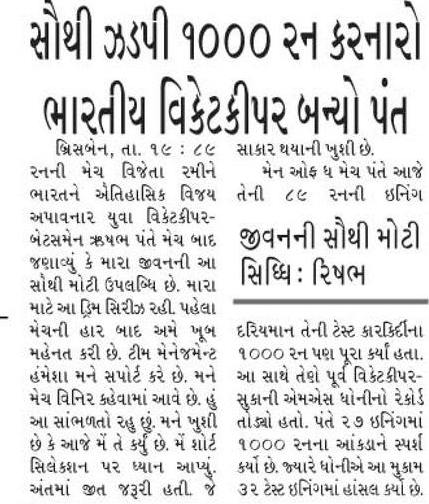 સૌથી ઝડપી ૧૦૦૦ રન કરનારો
ભારતીય વિકેટકીપર બન્યો પંત
બ્રિસબેન, તા. ૧૯ : ૮૯
રનની મેચ વિજેતા રમીને
ભારતને ઐતિહાસિક વિજય
અપાવનાર યુવા વિકેટકીપર-
બેટસમેન ઋષભ પંતે મેચ બાદ
જણાવ્યું કે મારા જીવનની આ
સૌથી મોટી ઉપલબ્ધિ છે. મારા
માટે આ ડ્રિમ સિરીઝ રહી. પહેલા
મેચની હાર બાદ અમે ખૂબ
મહેનત કરી છે. ટીમ મેનેજમેન્ટ
હંમેશા મને સપોર્ટ કરે છે. મને
મેચ વિનિર કહેવામાં આવે છે. હું
આ સાંભળતો રહુ છું. મને ખુશી
છે કે આજે મેં તે કર્યું છે. મેં શોર્ટ
સિલેકશન પર ધ્યાન આપ્યું.
અંતમાં જીત જરૂરી હતી. જે
સાકાર થયાની ખુશી છે.
મેન ઓફ ધ મેચ પંતે આજે
તેની ૮૯ રનની ઇનિંગ
જીવનની સૌથી મોટી
સિધ્ધિ : રિષભ
દરિયમાન તેની ટેસ્ટ કારકિર્દીના
૧૦૦૦ રન પણ પૂરા કર્યાં હતા.
આ સાથે તેણે પૂર્વ વિકેટકીપર-
સુકાની એમએસ ધોનીનો રેકોર્ડ
તોડ્યો હતો. પંતે ૨૭ ઇનિંગમાં
૧૦૦૦ રનના આંકડાને સ્પર્શ
કર્યો છે. જ્યારે ધોનીએ આ મુકામ
૩૨ ટેસ્ટ ઇનિંગમાં હાંસલ કર્યો છે.